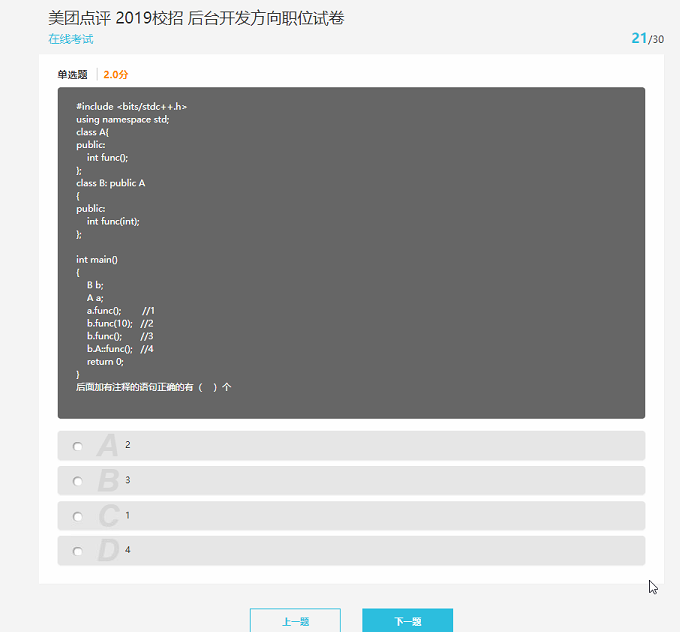 美团点评 2019校招 后台开发方向职位试卷
在线考试
21/30
单选题 2.0分
#include <bits/stdc++.h>
using namespace std;
class A{
public:
int func();
};
class B: public A
{
public:
int func(int);
};
int main()
{
B b;
A a;
a.func(); //1
b.func(10); //2
b.func(); //3
b.A::func(); //4
return 0;
}
后面加有注释的语句正确的有（ ）个
A 2
B 3
C 1
D 4
上一题 下一题